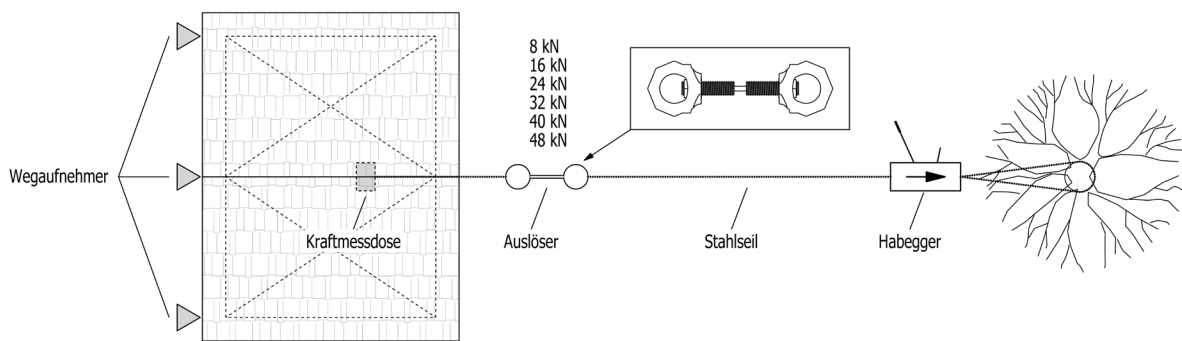 8 kN
16 kN
24 kN
32 kN
40 kN
48 kN
Wegaufnehmer
Kraftmessdose
Auslöser
Stahlseil
Habegger